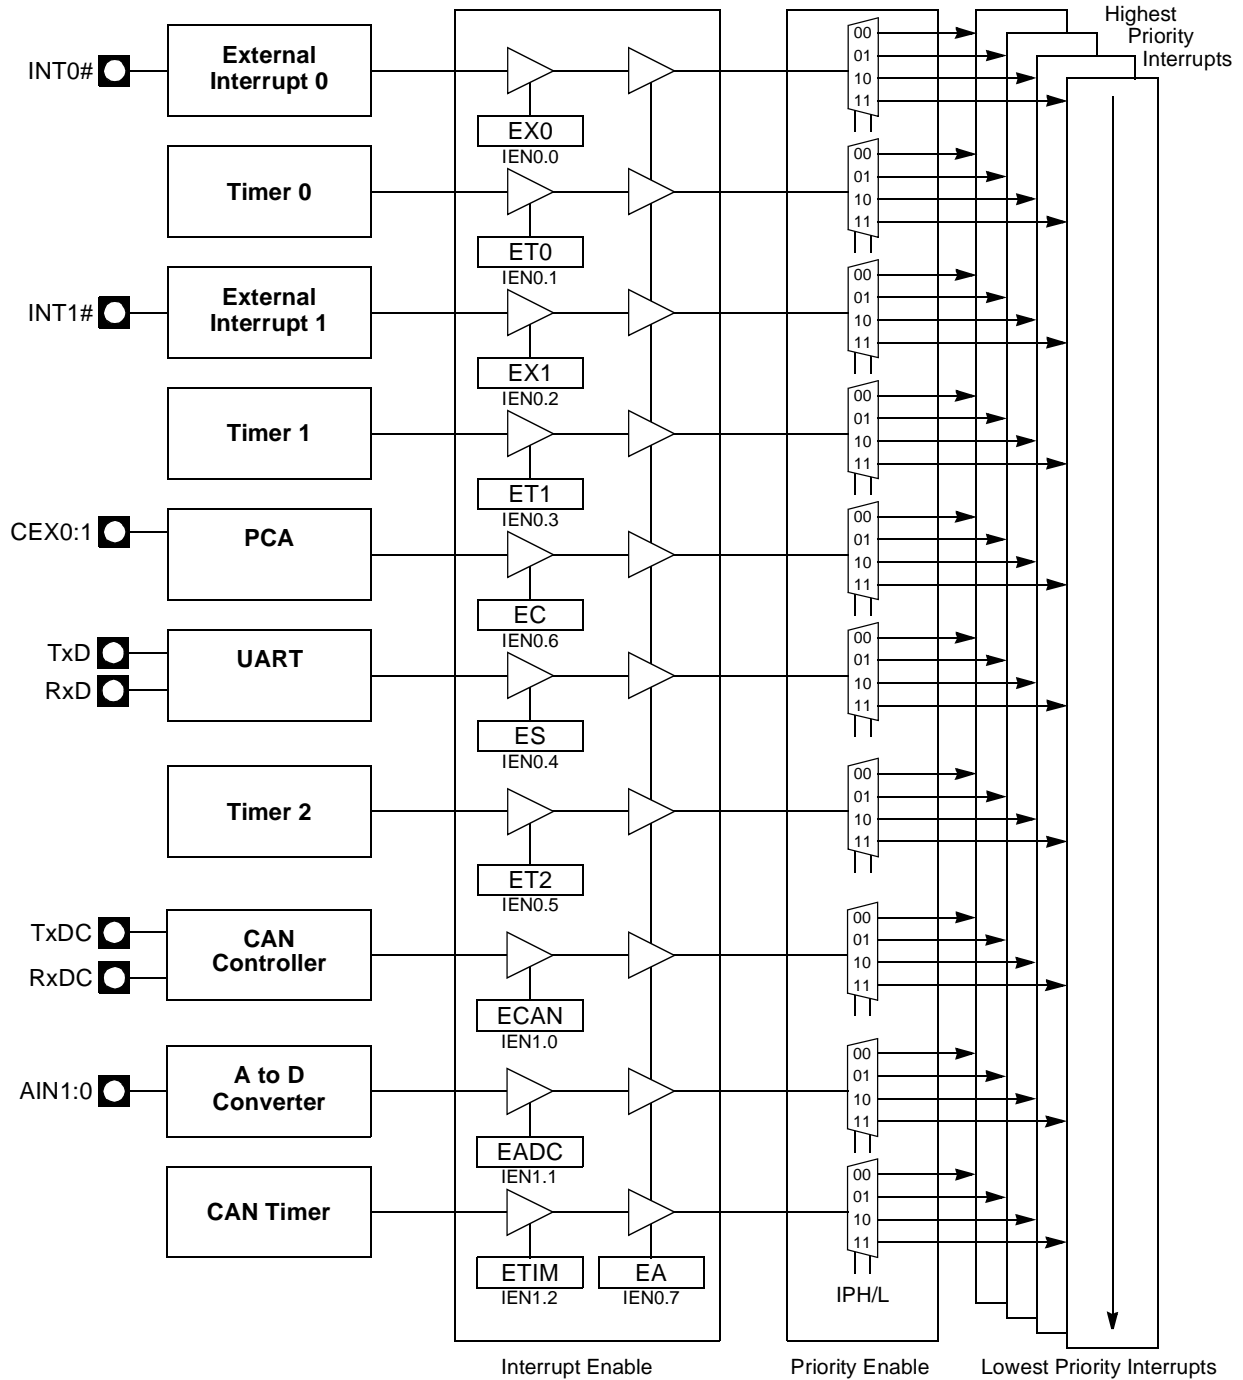 Highest
Priority
Interrupts
INT0#
External
Interrupt 0
EX0
IEN0.0
00
01
10
11
Timer 0
ET0
IEN0.1
00
01
10
11
INT1#
External
Interrupt 1
EX1
IEN0.2
00
01
10
11
Timer 1
ET1
IEN0.3
00
01
10
11
CEX0:1
PCA
EC
IEN0.6
00
01
10
11
TxD
RxD
UART
ES
IEN0.4
00
01
10
11
Timer 2
ET2
IEN0.5
00
01
10
11
TxDC
RxDC
CAN
Controller
ECAN
IEN1.0
00
01
10
11
AIN1:0
A to D
Converter
EADC
IEN1.1
00
01
10
11
CAN Timer
ETIM
IEN1.2
EA
IEN0.7
00
01
10
11
IPH/L
Interrupt Enable
Priority Enable
Lowest Priority Interrupts